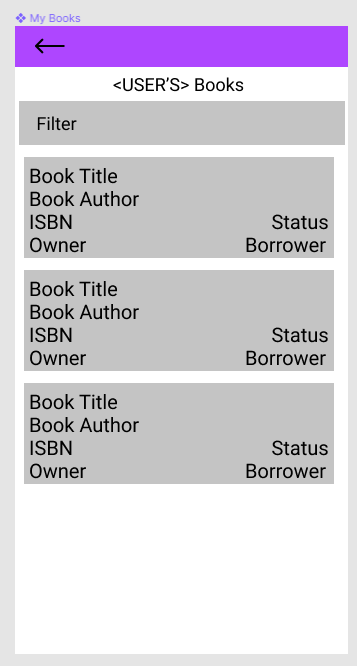 My Books
<USER’S> Books
Filter
Book Title
Book Author
ISBN Status
Owner Borrower
Book Title
Book Author
ISBN Status
Owner Borrower
Book Title
Book Author
ISBN Status
Owner Borrower